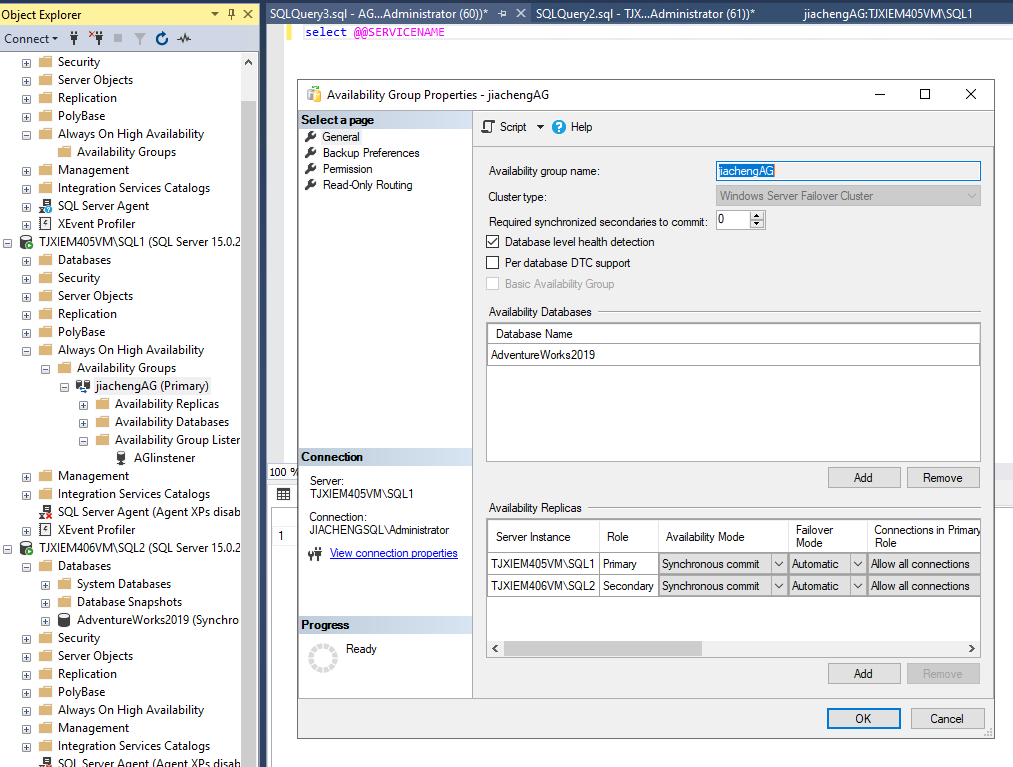 Object Explorer
Connect
Security
Server Objects
Replication
PolyBase
Always On High Availability
Availability Groups
Management
Integration Services Catalogs
SQL Server Agent
XEvent Profiler
TJXIEM405VM\SQL1 (SQL Server 15.0.2
Databases
Security
Server Objects
Replication
PolyBase
Always On High Availability
Availability Groups
jiachengAG (Primary)
Availability Replicas
Availability Databases
Availability Group Lister
AGlinstener
Management
Integration Services Catalogs
SQL Server Agent (Agent XPs disab
XEvent Profiler
TJXIEM406VM\SQL2 (SQL Server 15.0.2
Databases
System Databases
Database Snapshots
AdventureWorks2019 (Synchro
Security
Server Objects
Replication
PolyBase
Always On High Availability
Management
Integration Services Catalogs
SQL Server Agent (Agent XPs disab
SQLQuery3.sql - AG...Administrator (60))* SQLQuery2.sql - TJX...Administrator (61))* jiachengAG:TJXIEM405VM\SQL1
select @@SERVICENAME
100 %
1
Availability Group Properties - jiachengAG
Select a page
General
Backup Preferences
Permission
Read-Only Routing
Connection
Server:
TJXIEM405VM\SQL1
Connection:
JIACHENGSQL\Administrator
View connection properties
Progress
Ready
Script Help
Availability group name: jiachengAG
Cluster type: Windows Server Failover Cluster
Required synchronized secondaries to commit: 0
Database level health detection
Per database DTC support
Basic Availability Group
Availability Databases
Database Name
AdventureWorks2019
Add Remove
Availability Replicas
Server Instance Role Availability Mode Failover Mode Connections in Primary Role
TJXIEM405VM\SQL1 Primary Synchronous commit Automatic Allow all connections
TJXIEM406VM\SQL2 Secondary Synchronous commit Automatic Allow all connections
Add Remove
OK Cancel